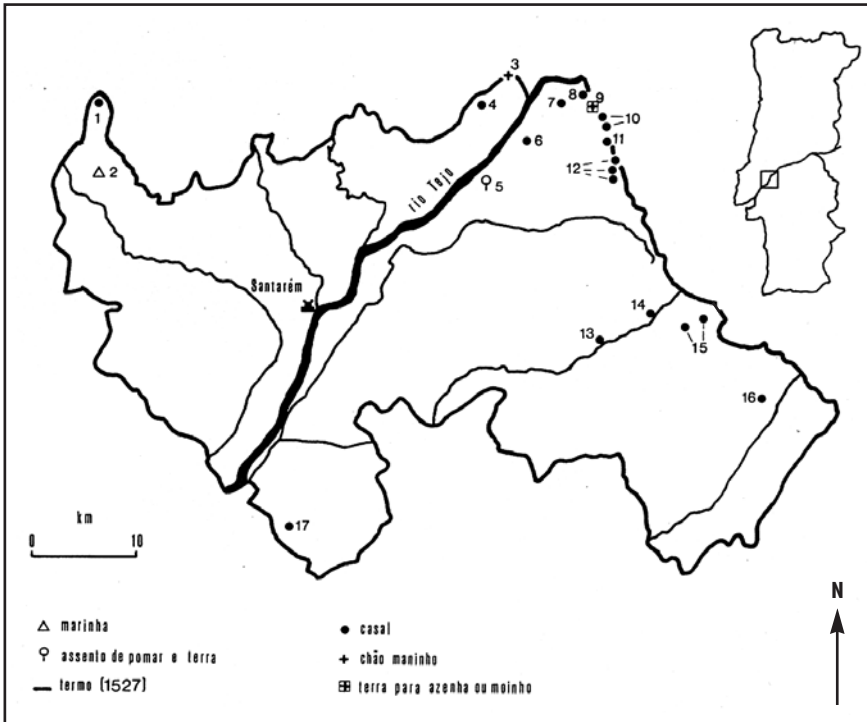 3
1
4
7
8
9
10
6
11
2
5
12
rio Tejo
Santarém
14
13
15
16
17
km
0 10
N
marinha
casal
assento de pomar e terra
chão maninho
termo (1527)
terra para azenha ou moinho